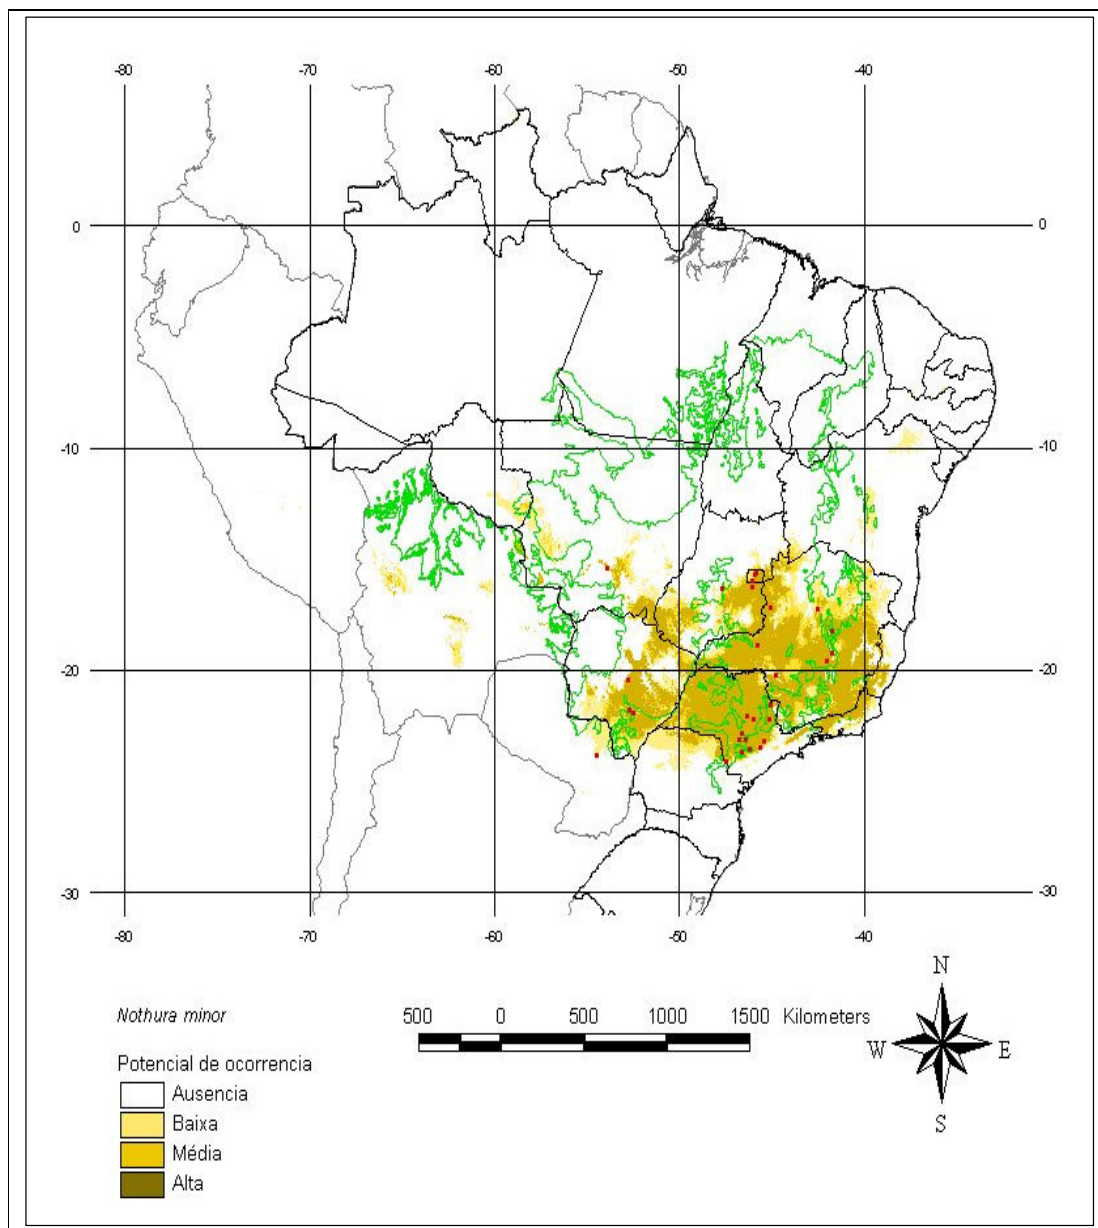 -80 -70 -60 -50 -40
0 0
-10 -10
-20 -20
-30 -30
-80 -70 -60 -50 -40
N
Nothura minor
500 0 500 1000 1500 Kilometers
W E
S
Potencial de ocorrencia
Ausencia
Baixa
Média
Alta